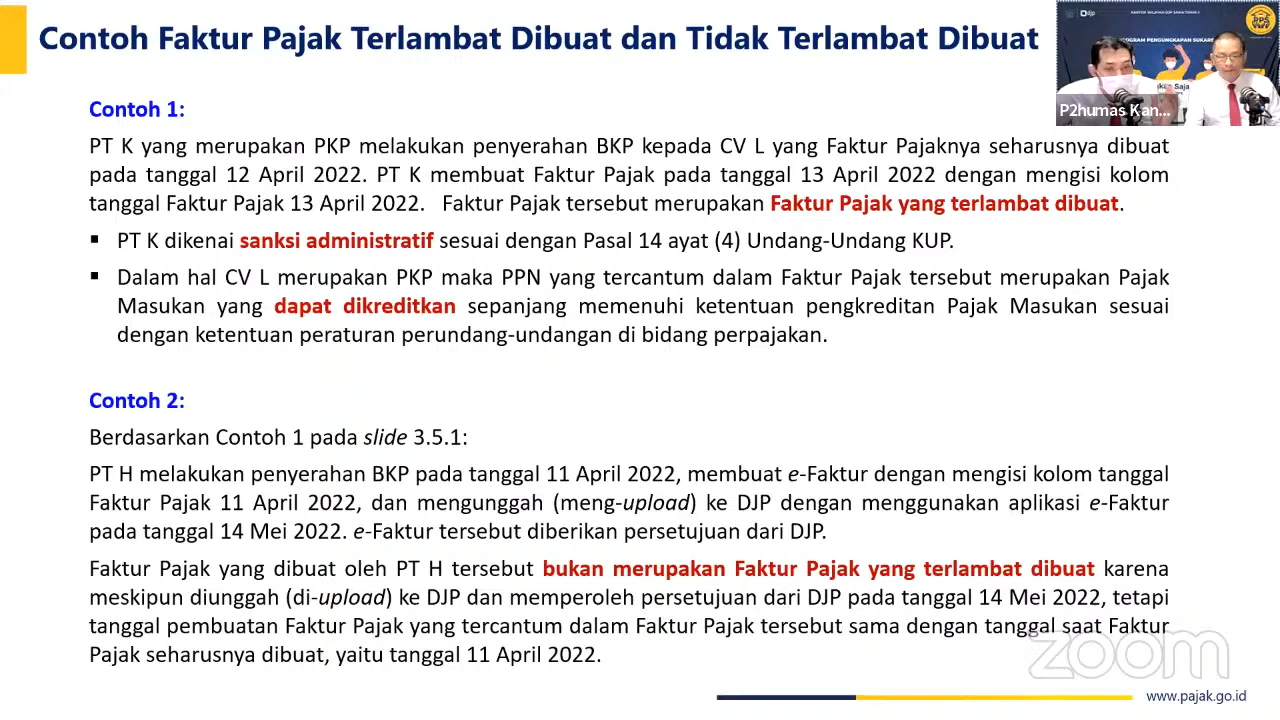 Contoh Faktur Pajak Terlambat Dibuat dan Tidak Terlambat Dibuat
djp
KANTOR WILAYAH DJP JAWA TIMUR
OGRAM PENGUNGKAPAN SUKARE
P2humas Kan...
Saja
Contoh 1:
PT K yang merupakan PKP melakukan penyerahan BKP kepada CV L yang Faktur Pajaknya seharusnya dibuat
pada tanggal 12 April 2022. PT K membuat Faktur Pajak pada tanggal 13 April 2022 dengan mengisi kolom
tanggal Faktur Pajak 13 April 2022. Faktur Pajak tersebut merupakan Faktur Pajak yang terlambat dibuat.
▪ PT K dikenai sanksi administratif sesuai dengan Pasal 14 ayat (4) Undang-Undang KUP.
▪ Dalam hal CV L merupakan PKP maka PPN yang tercantum dalam Faktur Pajak tersebut merupakan Pajak
Masukan yang dapat dikreditkan sepanjang memenuhi ketentuan pengkreditan Pajak Masukan sesuai
dengan ketentuan peraturan perundang-undangan di bidang perpajakan.
Contoh 2:
Berdasarkan Contoh 1 pada slide 3.5.1:
PT H melakukan penyerahan BKP pada tanggal 11 April 2022, membuat e-Faktur dengan mengisi kolom tanggal
Faktur Pajak 11 April 2022, dan mengunggah (meng-upload) ke DJP dengan menggunakan aplikasi e-Faktur
pada tanggal 14 Mei 2022. e-Faktur tersebut diberikan persetujuan dari DJP.
Faktur Pajak yang dibuat oleh PT H tersebut bukan merupakan Faktur Pajak yang terlambat dibuat karena
meskipun diunggah (di-upload) ke DJP dan memperoleh persetujuan dari DJP pada tanggal 14 Mei 2022, tetapi
tanggal pembuatan Faktur Pajak yang tercantum dalam Faktur Pajak tersebut sama dengan tanggal saat Faktur
Pajak seharusnya dibuat, yaitu tanggal 11 April 2022.
zoom
www.pajak.go.id